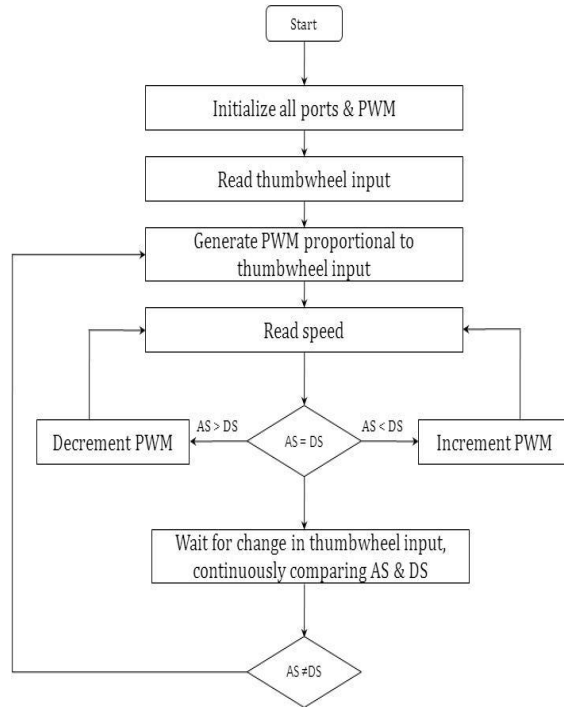 Start
Initialize all ports & PWM
Read thumbwheel input
Generate PWM proportional to
thumbwheel input
Read speed
AS > DS
AS < DS
Decrement PWM
AS = DS
Increment PWM
Wait for change in thumbwheel input,
continuously comparing AS & DS
AS ≠DS